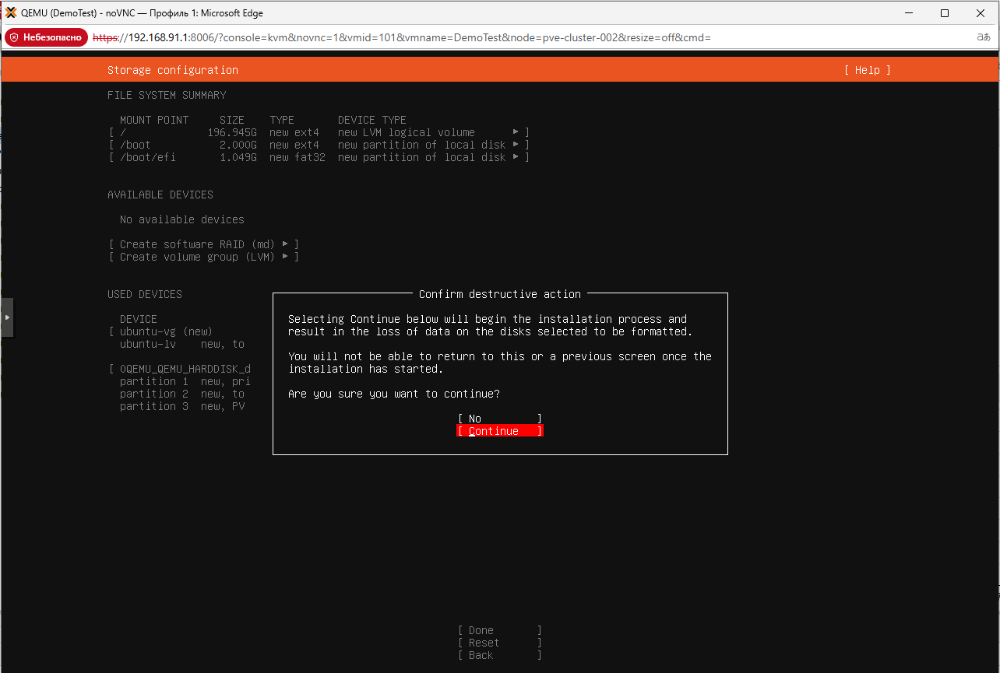 QEMU (DemoTest) - noVNC — Профиль 1: Microsoft Edge
Небезопасно https://192.168.91.1:8006/?console=kvm&novnc=1&vmid=101&vmname=DemoTest&node=pve-cluster-002&resize=off&cmd= aあ
Storage configuration [ Help ]
FILE SYSTEM SUMMARY
MOUNT POINT SIZE TYPE DEVICE TYPE
[ / 196.945G new ext4 new LVM logical volume ▸ ]
[ /boot 2.000G new ext4 new partition of local disk ▸ ]
[ /boot/efi 1.049G new fat32 new partition of local disk ▸ ]
AVAILABLE DEVICES
No available devices
[ Create software RAID (md) ▸ ]
[ Create volume group (LVM) ▸ ]
USED DEVICES
DEVICE
[ ubuntu-vg (new)
ubuntu-lv new, to
[ 0QEMU_QEMU_HARDDISK_d
partition 1 new, pri
partition 2 new, to
partition 3 new, PV
Confirm destructive action
Selecting Continue below will begin the installation process and
result in the loss of data on the disks selected to be formatted.
You will not be able to return to this or a previous screen once the
installation has started.
Are you sure you want to continue?
[ No ]
[ Continue ]
[ Done ]
[ Reset ]
[ Back ]